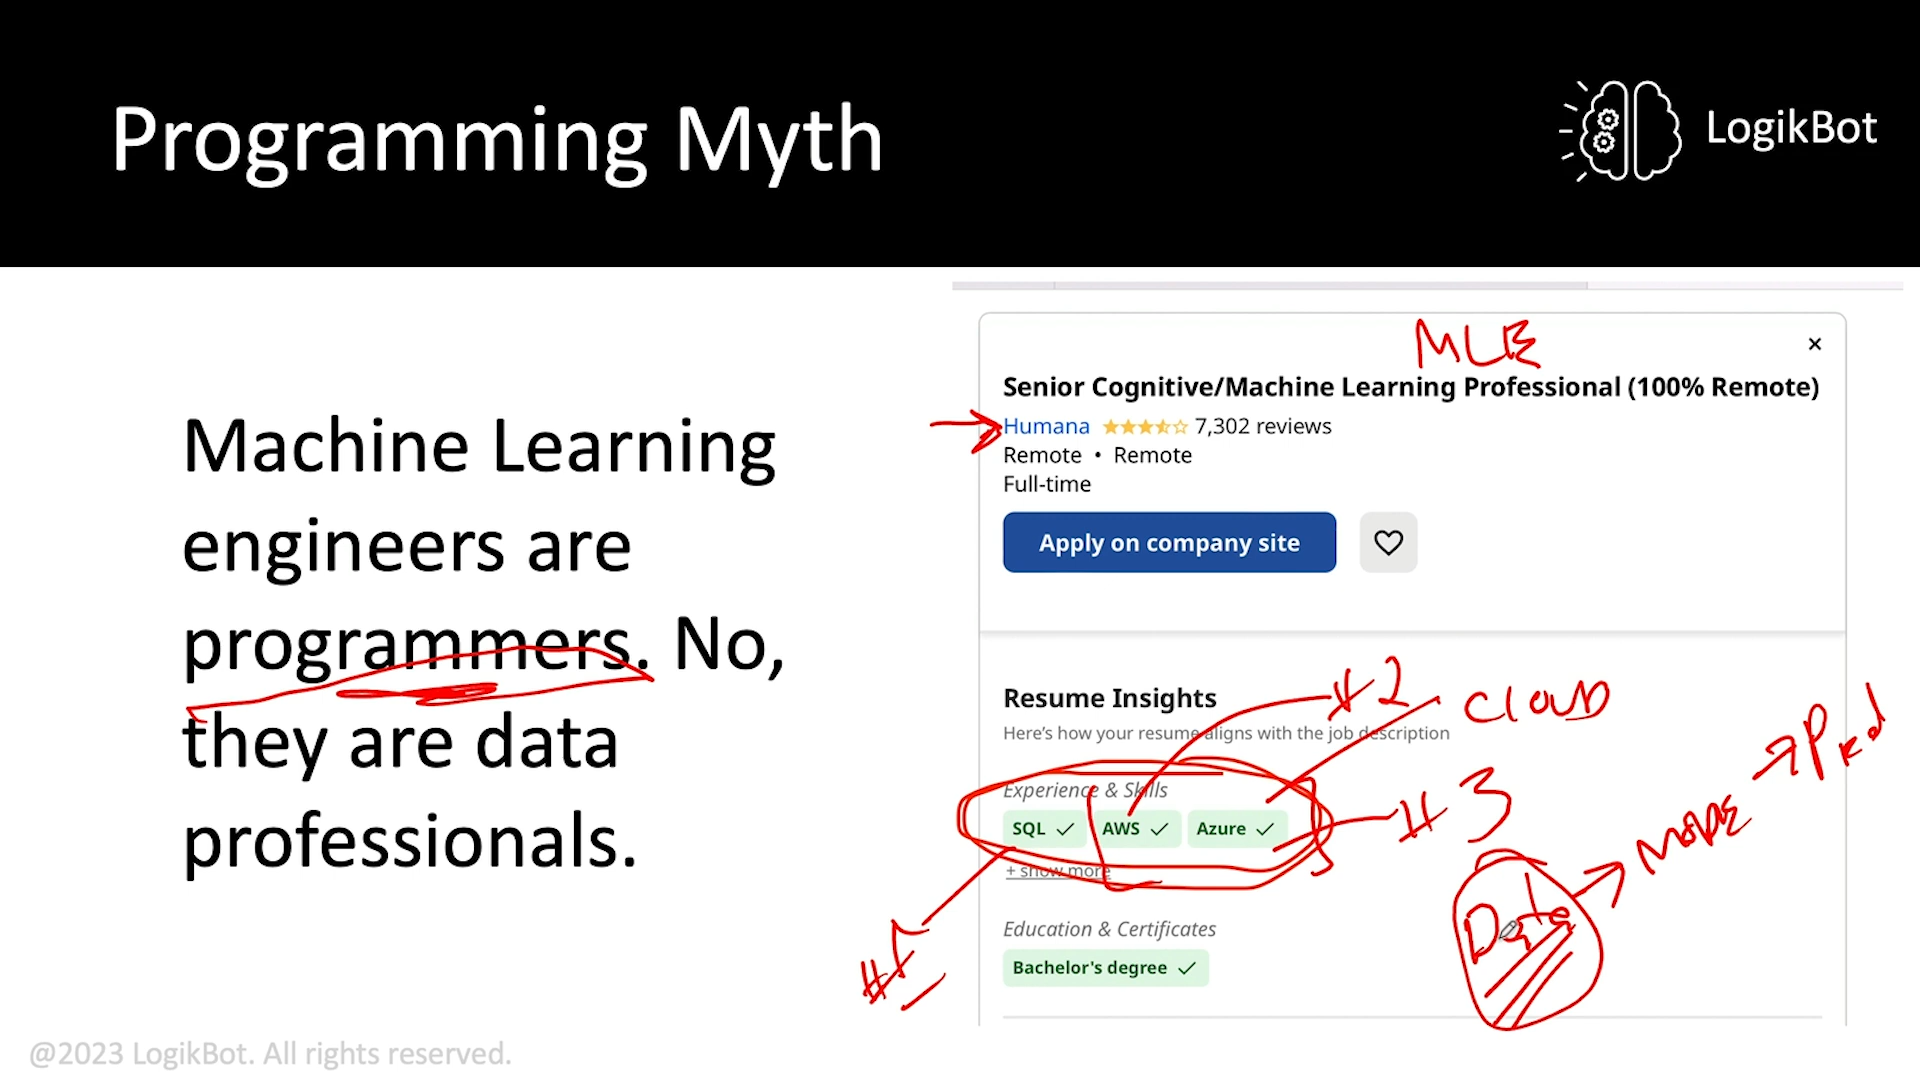 Programming Myth
LogikBot
Machine Learning
engineers are
programmers. No,
they are data
professionals.
MLE
Senior Cognitive/Machine Learning Professional (100% Remote)
Humana 7,302 reviews
Remote • Remote
Full-time
Apply on company site
Resume Insights
Here's how your resume aligns with the job description
#2
Cloud
Experience & Skills
SQL AWS Azure
+ show more
#3
Data
#1
Education & Certificates
Bachelor's degree
@2023 LogikBot. All rights reserved.